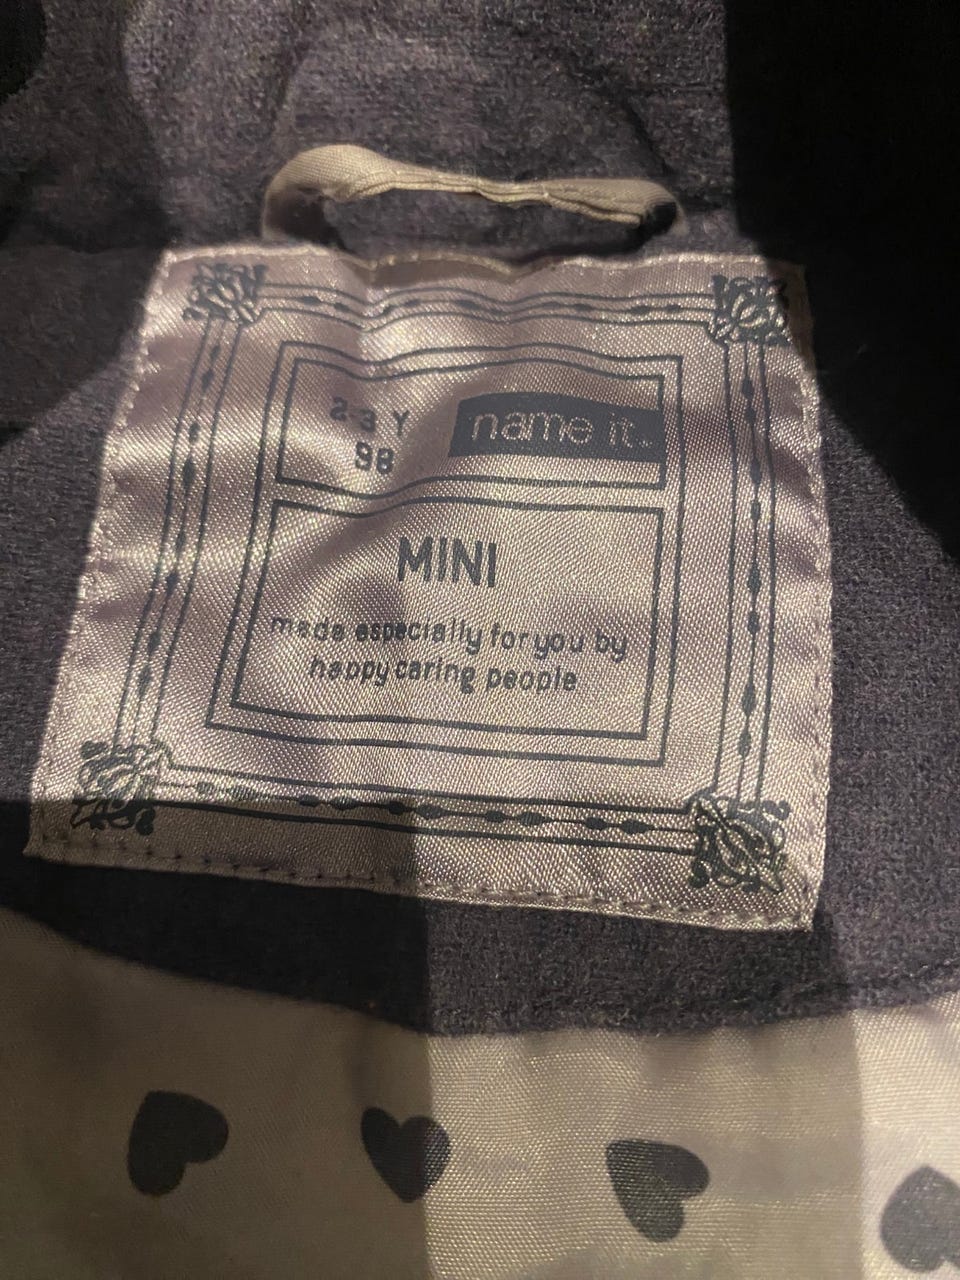 2-3 Y
98
name it.
MINI
made especially for you by
happy caring people